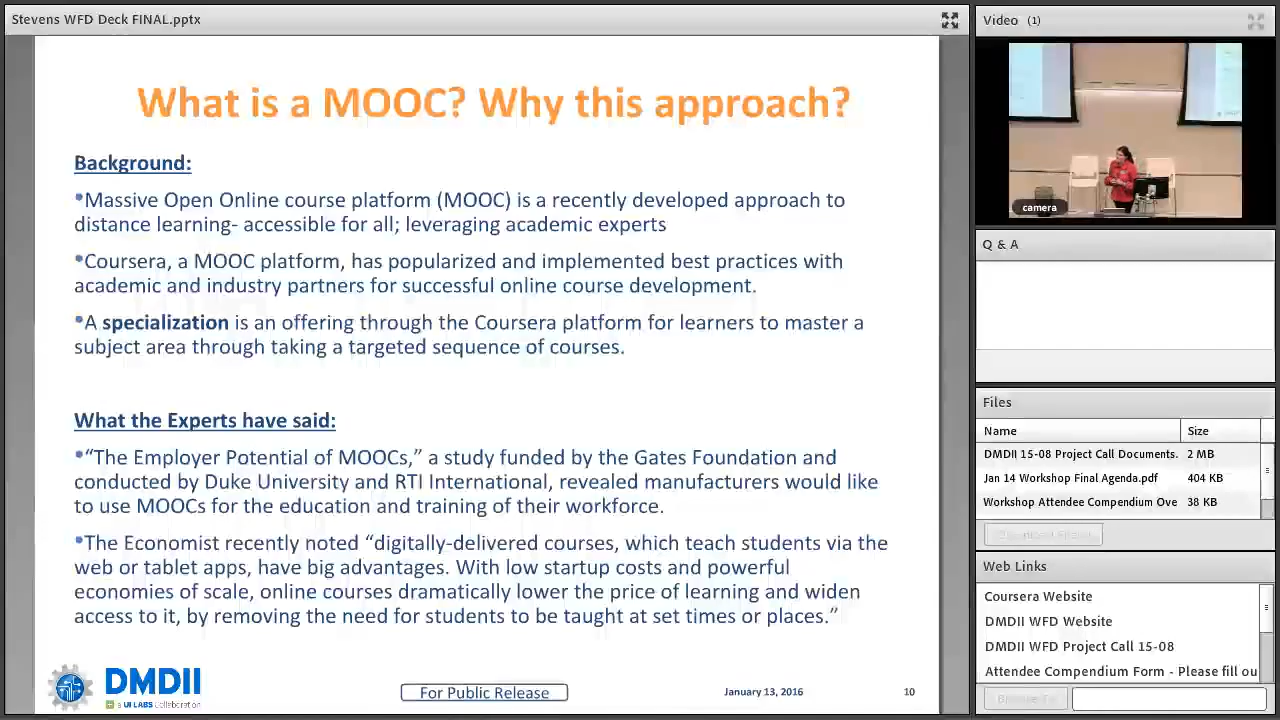 Stevens WFD Deck FINAL.pptx
What is a MOOC? Why this approach?
Background:
•Massive Open Online course platform (MOOC) is a recently developed approach to
distance learning- accessible for all; leveraging academic experts
•Coursera, a MOOC platform, has popularized and implemented best practices with
academic and industry partners for successful online course development.
•A specialization is an offering through the Coursera platform for learners to master a
subject area through taking a targeted sequence of courses.
What the Experts have said:
•“The Employer Potential of MOOCs,” a study funded by the Gates Foundation and
conducted by Duke University and RTI International, revealed manufacturers would like
to use MOOCs for the education and training of their workforce.
•The Economist recently noted “digitally-delivered courses, which teach students via the
web or tablet apps, have big advantages. With low startup costs and powerful
economies of scale, online courses dramatically lower the price of learning and widen
access to it, by removing the need for students to be taught at set times or places.”
DMDII
a UI LABS Collaboration
For Public Release
January 13, 2016
10
Video (1)
camera
Q & A
Files
Name Size
DMDII 15-08 Project Call Documents. 2 MB
Jan 14 Workshop Final Agenda.pdf 404 KB
Workshop Attendee Compendium Ove 38 KB
Web Links
Coursera Website
DMDII WFD Website
DMDII WFD Project Call 15-08
Attendee Compendium Form - Please fill ou
Browse To